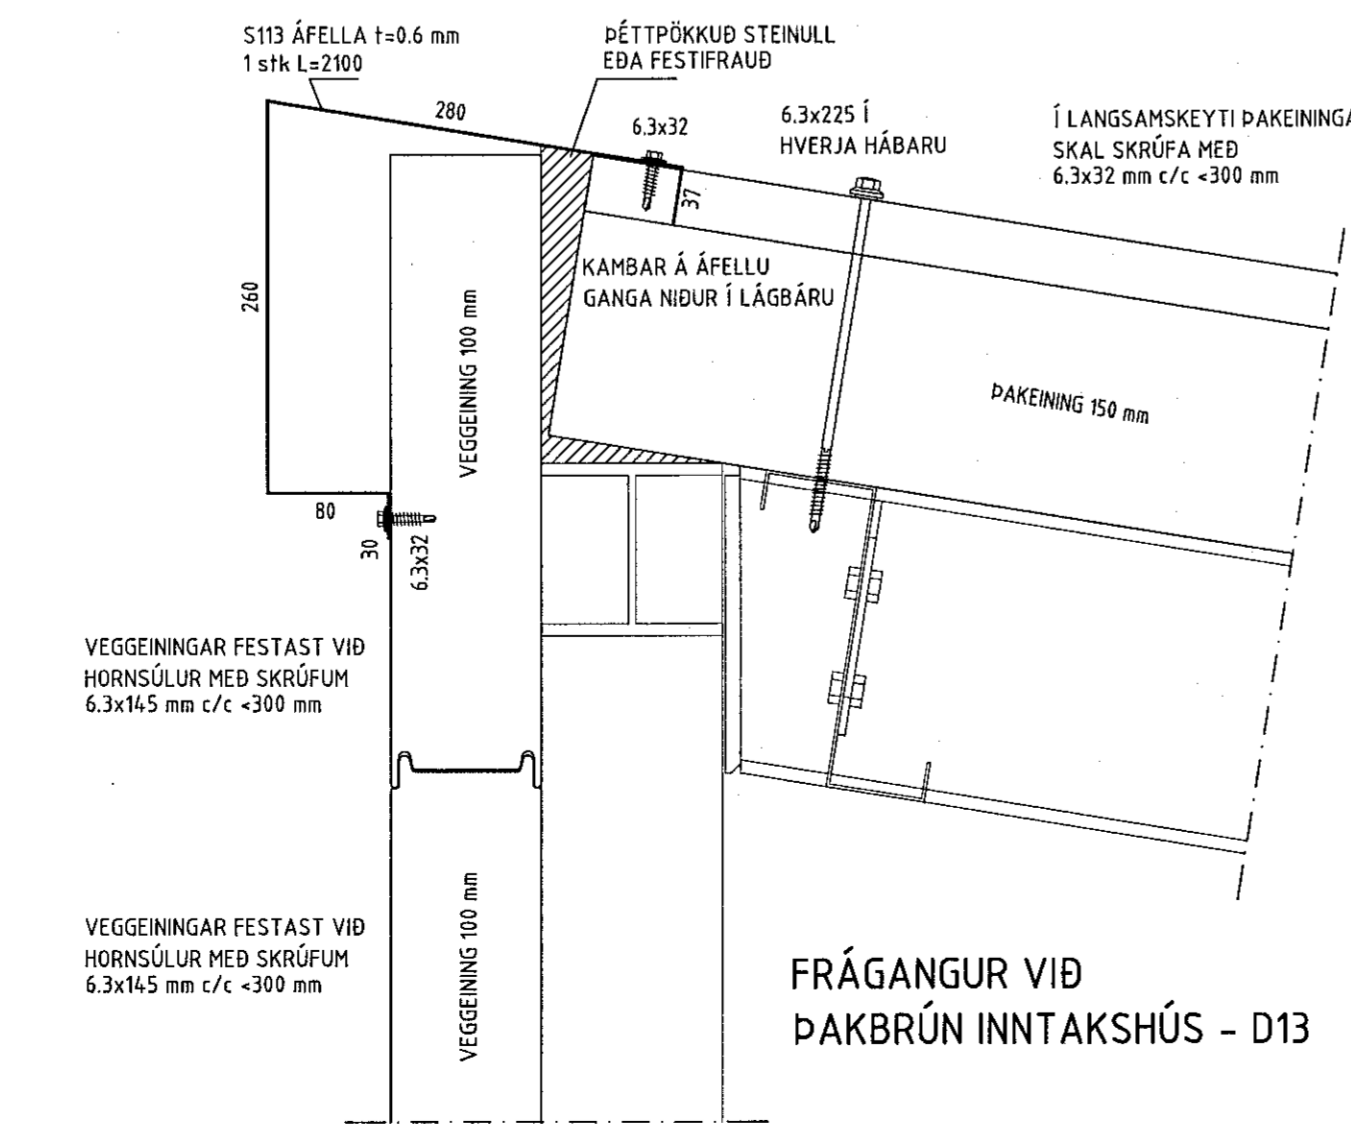 S113 ÁFELLA t=0.6 mm
1 stk L=2100
ÞÉTTPÖKKUÐ STEINULL
EÐA FESTIFRAUÐ
280
6.3x32
6.3x225 Í
HVERJA HÁBARU
Í LANGSAMSKEYTI ÞAKEININGA
SKAL SKRÚFA MEÐ
6.3x32 mm c/c <300 mm
37
KAMBAR Á ÁFELLU
GANGA NIÐUR Í LÁGBÁRU
260
VEGGEINING 100 mm
ÞAKEINING 150 mm
80
30
6.3x32
VEGGEININGAR FESTAST VIÐ
HORNSÚLUR MEÐ SKRÚFUM
6.3x145 mm c/c <300 mm
VEGGEINING 100 mm
VEGGEININGAR FESTAST VIÐ
HORNSÚLUR MEÐ SKRÚFUM
6.3x145 mm c/c <300 mm
FRÁGANGUR VIÐ
ÞAKBRÚN INNTAKSHÚS - D13